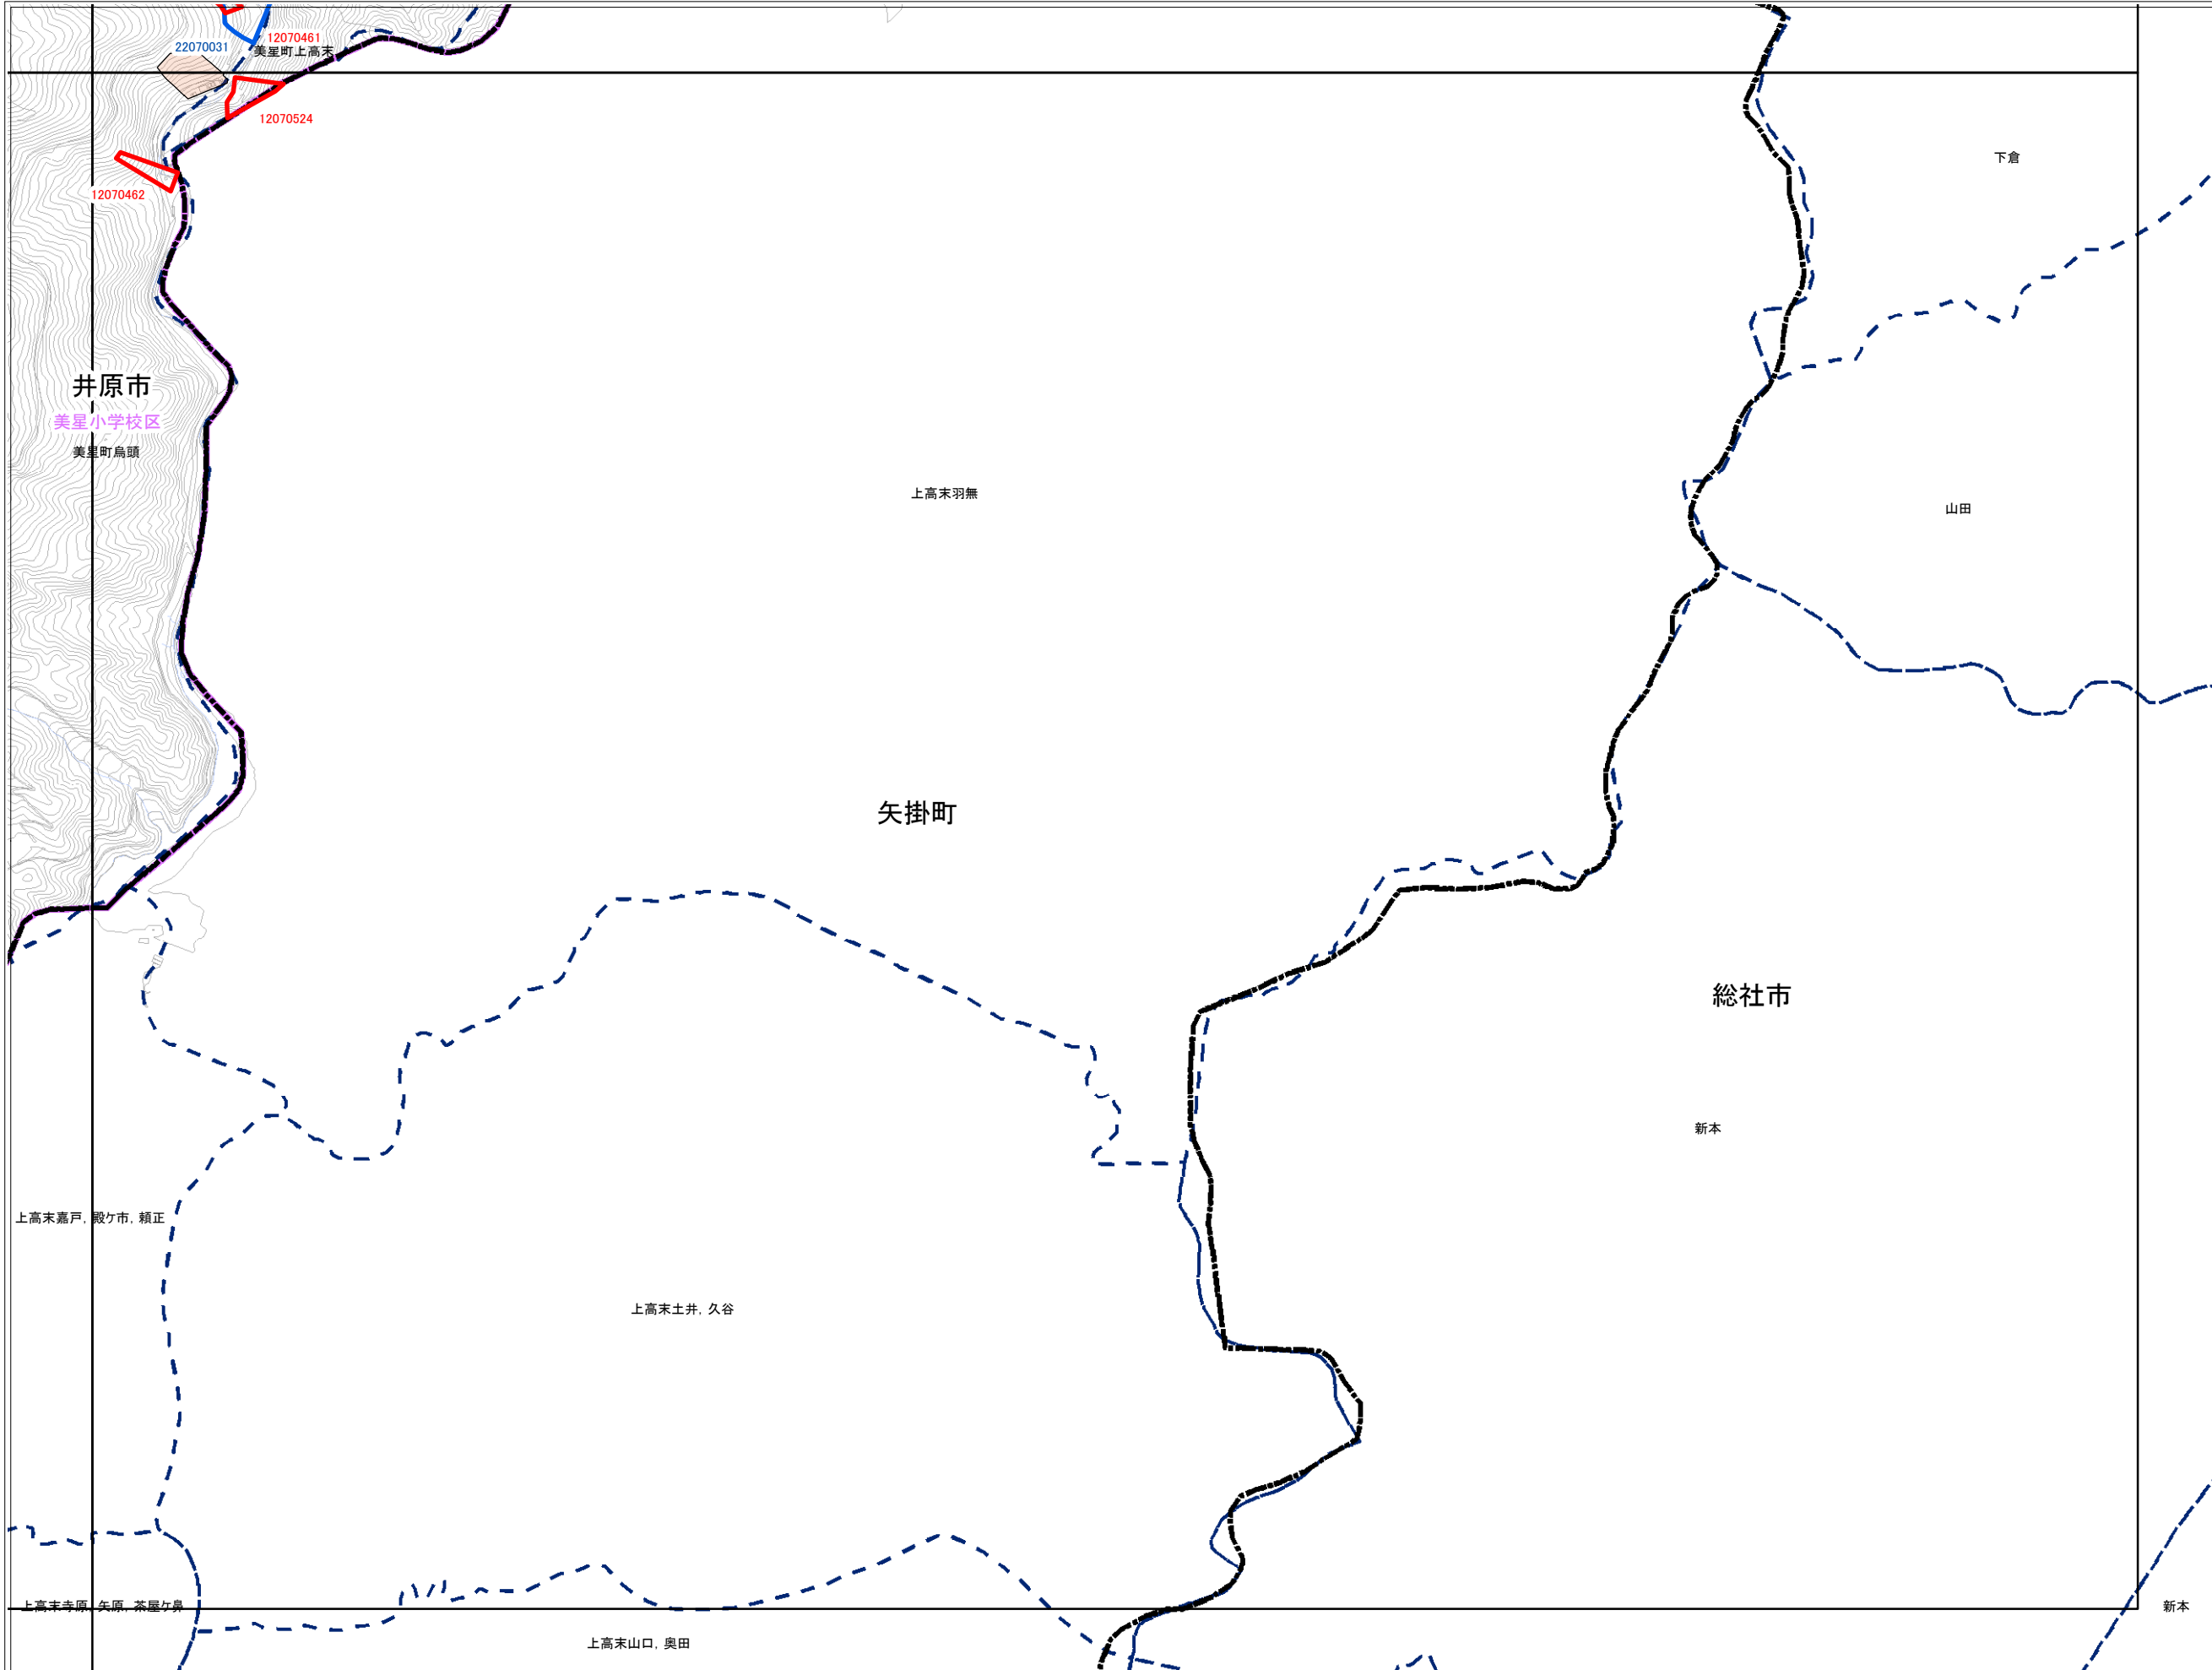 12070461
22070031
美星町上高末
12070524
下倉
12070462
井原市
美星小学校区
美星町烏頭
上高末羽無
山田
矢掛町
総社市
新本
上高末嘉戸, 殿ケ市, 頼正
上高末土井, 久谷
上高末寺原, 矢原, 茶屋ケ鼻
新本
上高末山口, 奥田